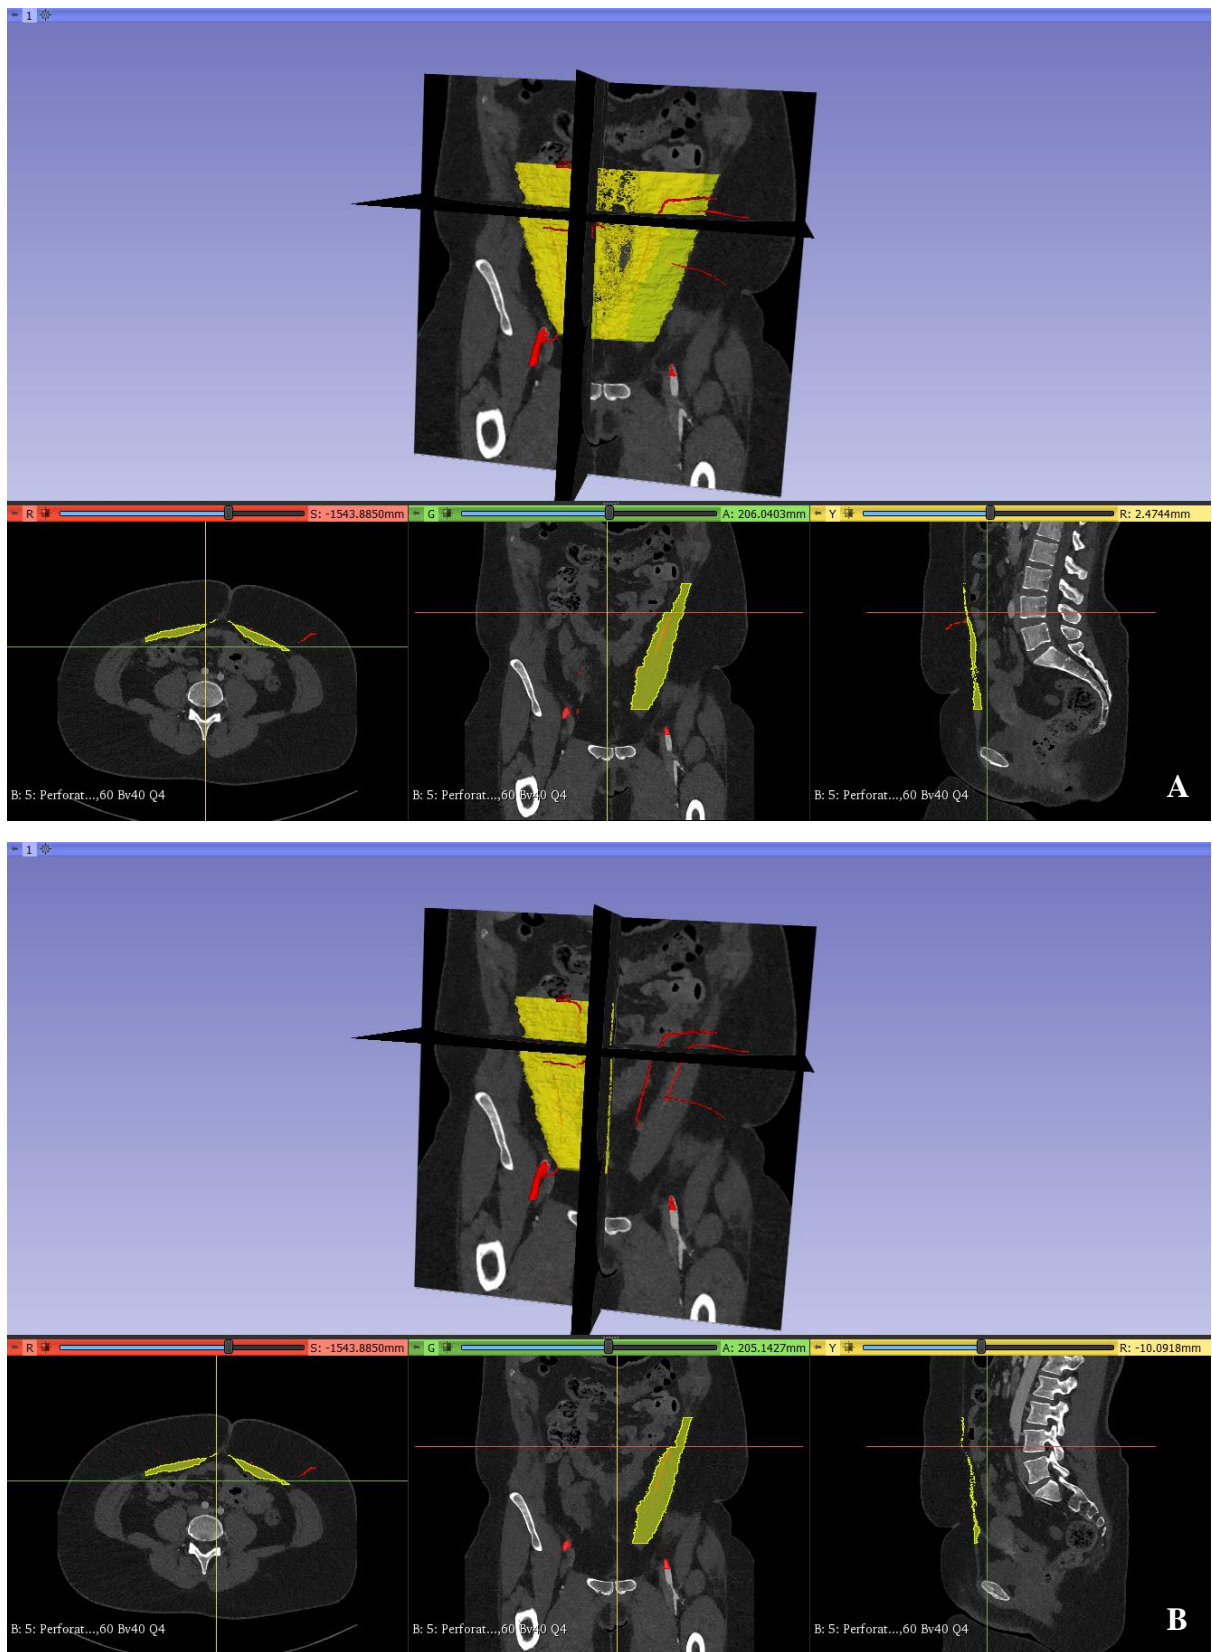 1
R S: -1543.8850mm G A: 206.0403mm Y R: 2.4744mm
B: 5: Perforat...,60 Bv40 Q4 B: 5: Perforat...,60 Bv40 Q4 B: 5: Perforat...,60 Bv40 Q4
A
1
R S: -1543.8850mm G A: 205.1427mm Y R: -10.0918mm
B: 5: Perforat...,60 Bv40 Q4 B: 5: Perforat...,60 Bv40 Q4 B: 5: Perforat...,60 Bv40 Q4
B